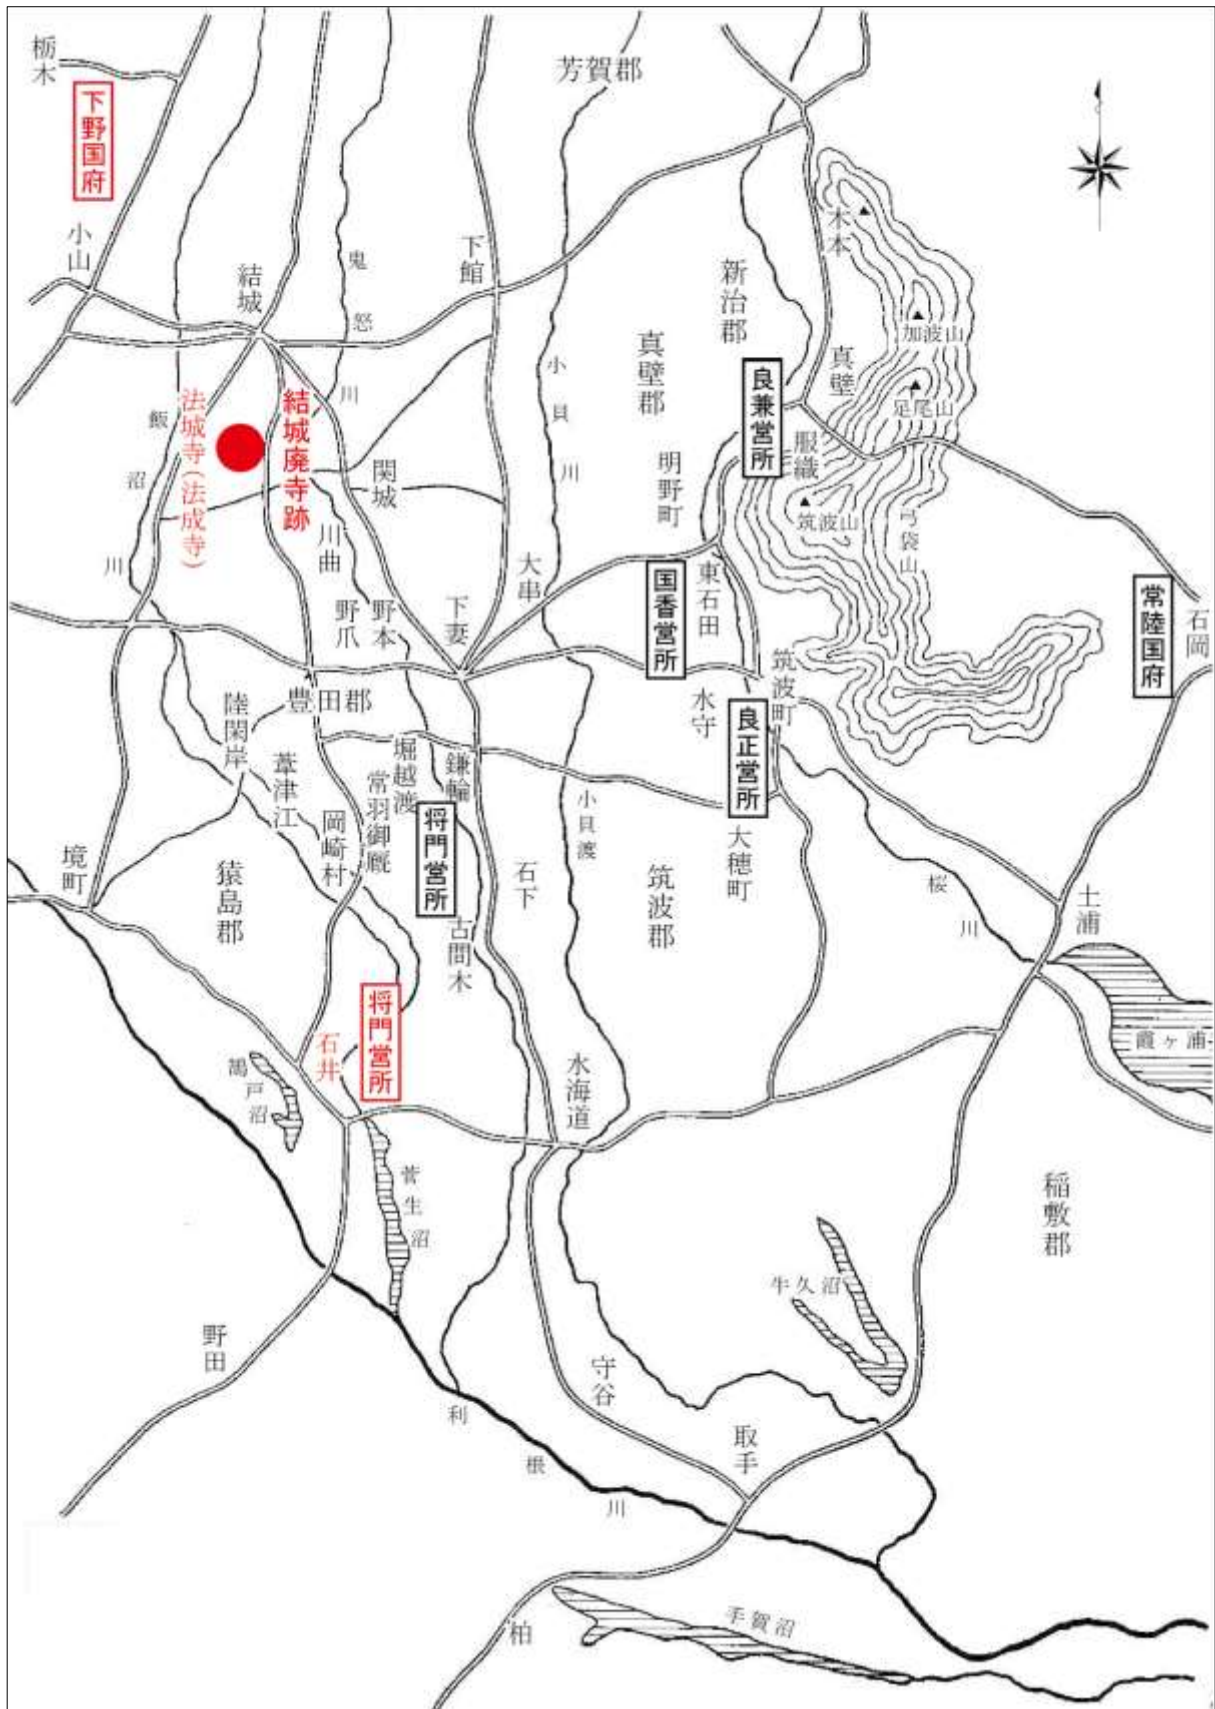 栃木
下野国府
芳賀郡
小山
結城
鬼怒川
下館
新治郡
木本
加波山
真壁郡
真壁
足尾山
小貝川
良兼営所
服織
筑波山
弓袋山
飯沼川
法城寺(法成寺)
結城廃寺跡
関城
明野町
川曲
大串
東石田
国香営所
常陸国府
石岡
野爪
野本
下妻
筑波町
水守
良正営所
豊田郡
陸閑岸
葦津江
堀越渡
常羽御厩
鎌輪
将門営所
岡崎村
小貝渡
大穂町
境町
猿島郡
石下
筑波郡
桜川
土浦
古間木
将門営所
石井
霞ヶ浦
鵠戸沼
水海道
菅生沼
稲敷郡
牛久沼
野田
守谷
取手
利根川
柏
手賀沼